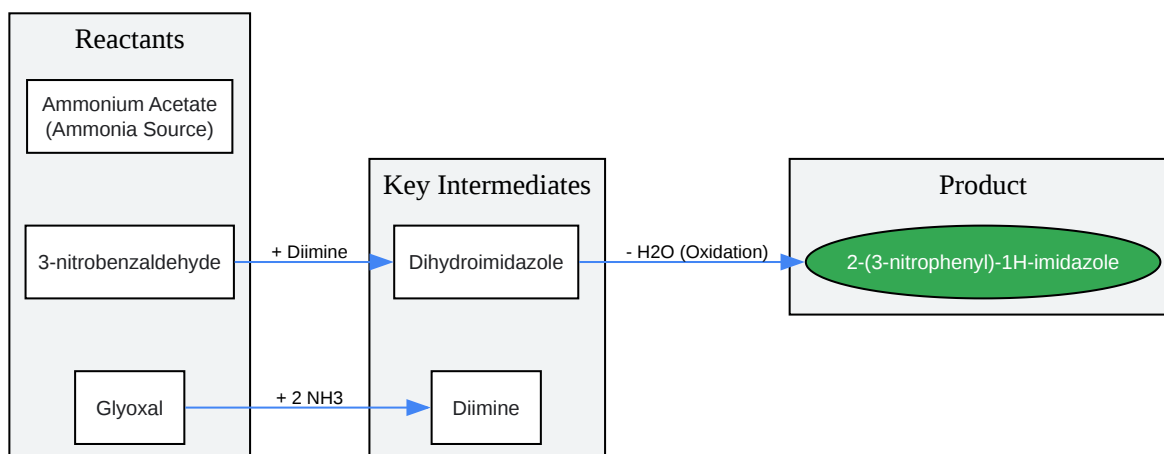 Reactants
Ammonium Acetate
(Ammonia Source)
3-nitrobenzaldehyde
Glyoxal
+ Diimine
+ 2 NH3
Key Intermediates
Dihydroimidazole
Diimine
- H2O (Oxidation)
Product
2-(3-nitrophenyl)-1H-imidazole